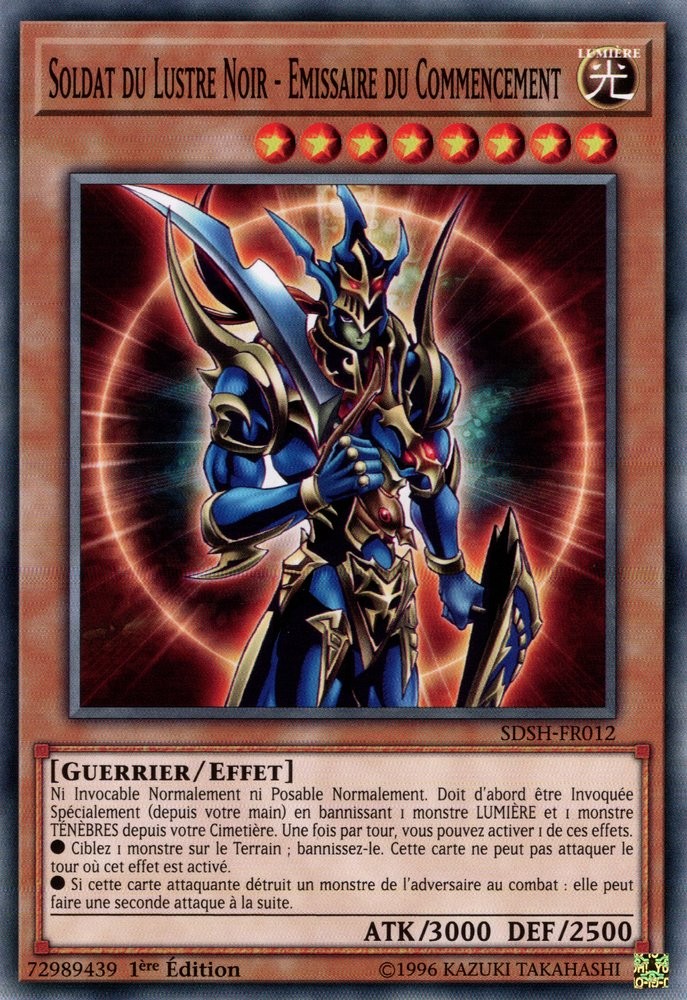 SOLDAT DU LUSTRE NOIR - EMISSAIRE DU COMMENCEMENT
LUMIÈRE
光
SDSH-FR012
[GUERRIER/EFFET]
Ni Invocable Normalement ni Posable Normalement. Doit d'abord être Invoquée
Spécialement (depuis votre main) en bannissant 1 monstre LUMIÈRE et 1 monstre
TÉNÈBRES depuis votre Cimetière. Une fois par tour, vous pouvez activer 1 de ces effets.
● Ciblez 1 monstre sur le Terrain ; bannissez-le. Cette carte ne peut pas attaquer le
tour où cet effet est activé.
● Si cette carte attaquante détruit un monstre de l'adversaire au combat : elle peut
faire une seconde attaque à la suite.
ATK/3000 DEF/2500
72989439 1ère Édition ©1996 KAZUKI TAKAHASHI